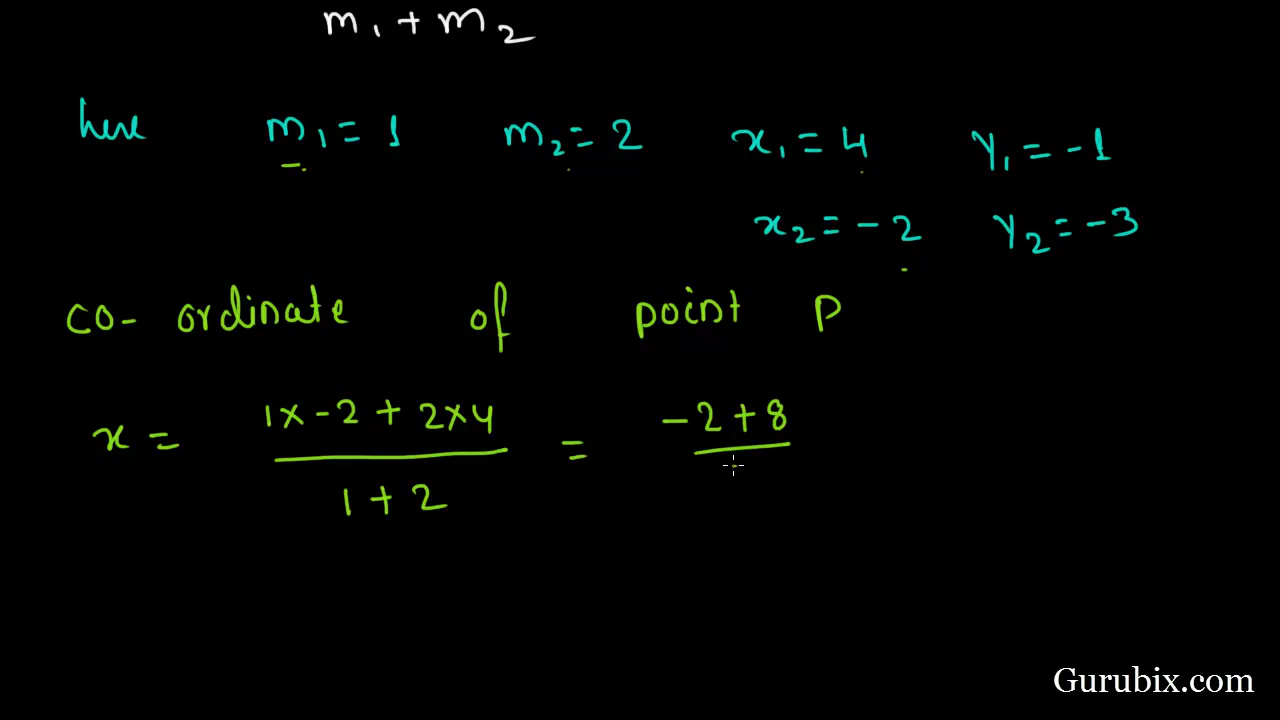 m₁ + m₂
here m₁ = 1 m₂ = 2 x₁ = 4 y₁ = -1
x₂ = -2 y₂ = -3
co-ordinate of point P
x = (1x-2 + 2x4)/(1 + 2) = (-2+8)/
Gurubix.com